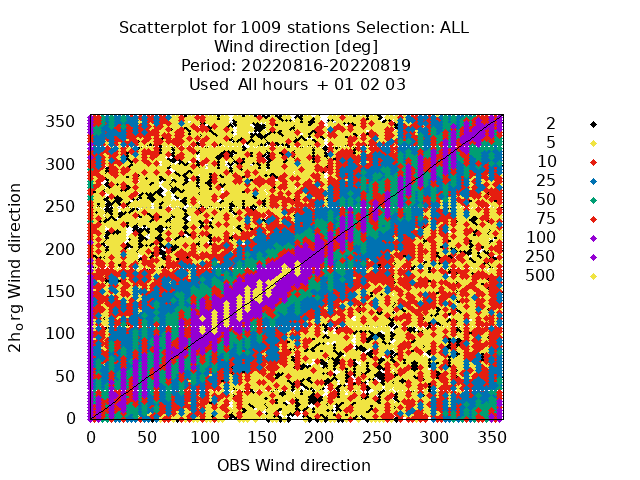 Scatterplot for 1009 stations Selection: ALL
Wind direction [deg]
Period: 20220816-20220819
Used  All hours  + 01 02 03
350
300
250
200
150
100
50
0
2horg Wind direction
0 50 100 150 200 250 300 350
OBS Wind direction
2
5
10
25
50
75
100
250
500